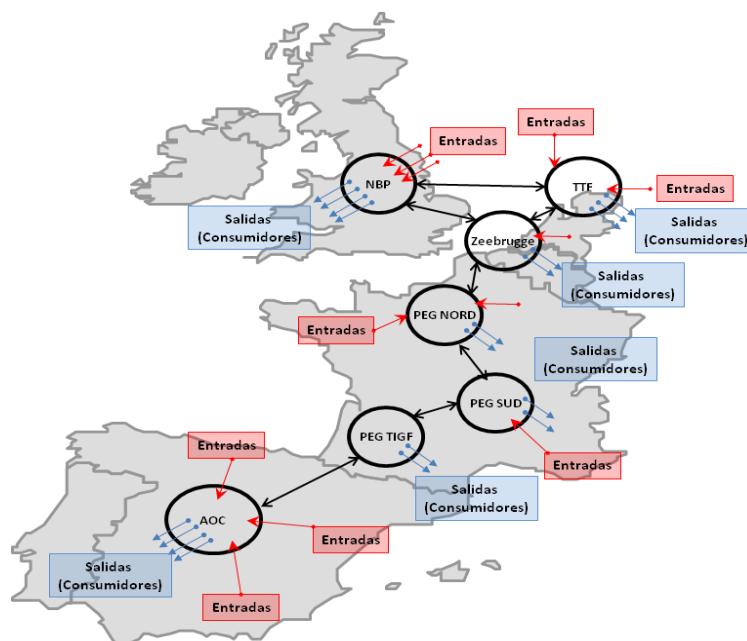 Entradas
Entradas
NBP
TTF
Entradas
Salidas
(Consumidores)
Salidas
(Consumidores)
Zeebrugge
Salidas
(Consumidores)
PEG NORD
Entradas
Salidas
(Consumidores)
PEG SUD
PEG TIGF
Entradas
Entradas
Salidas
(Consumidores)
AOC
Entradas
Salidas
(Consumidores)
Entradas